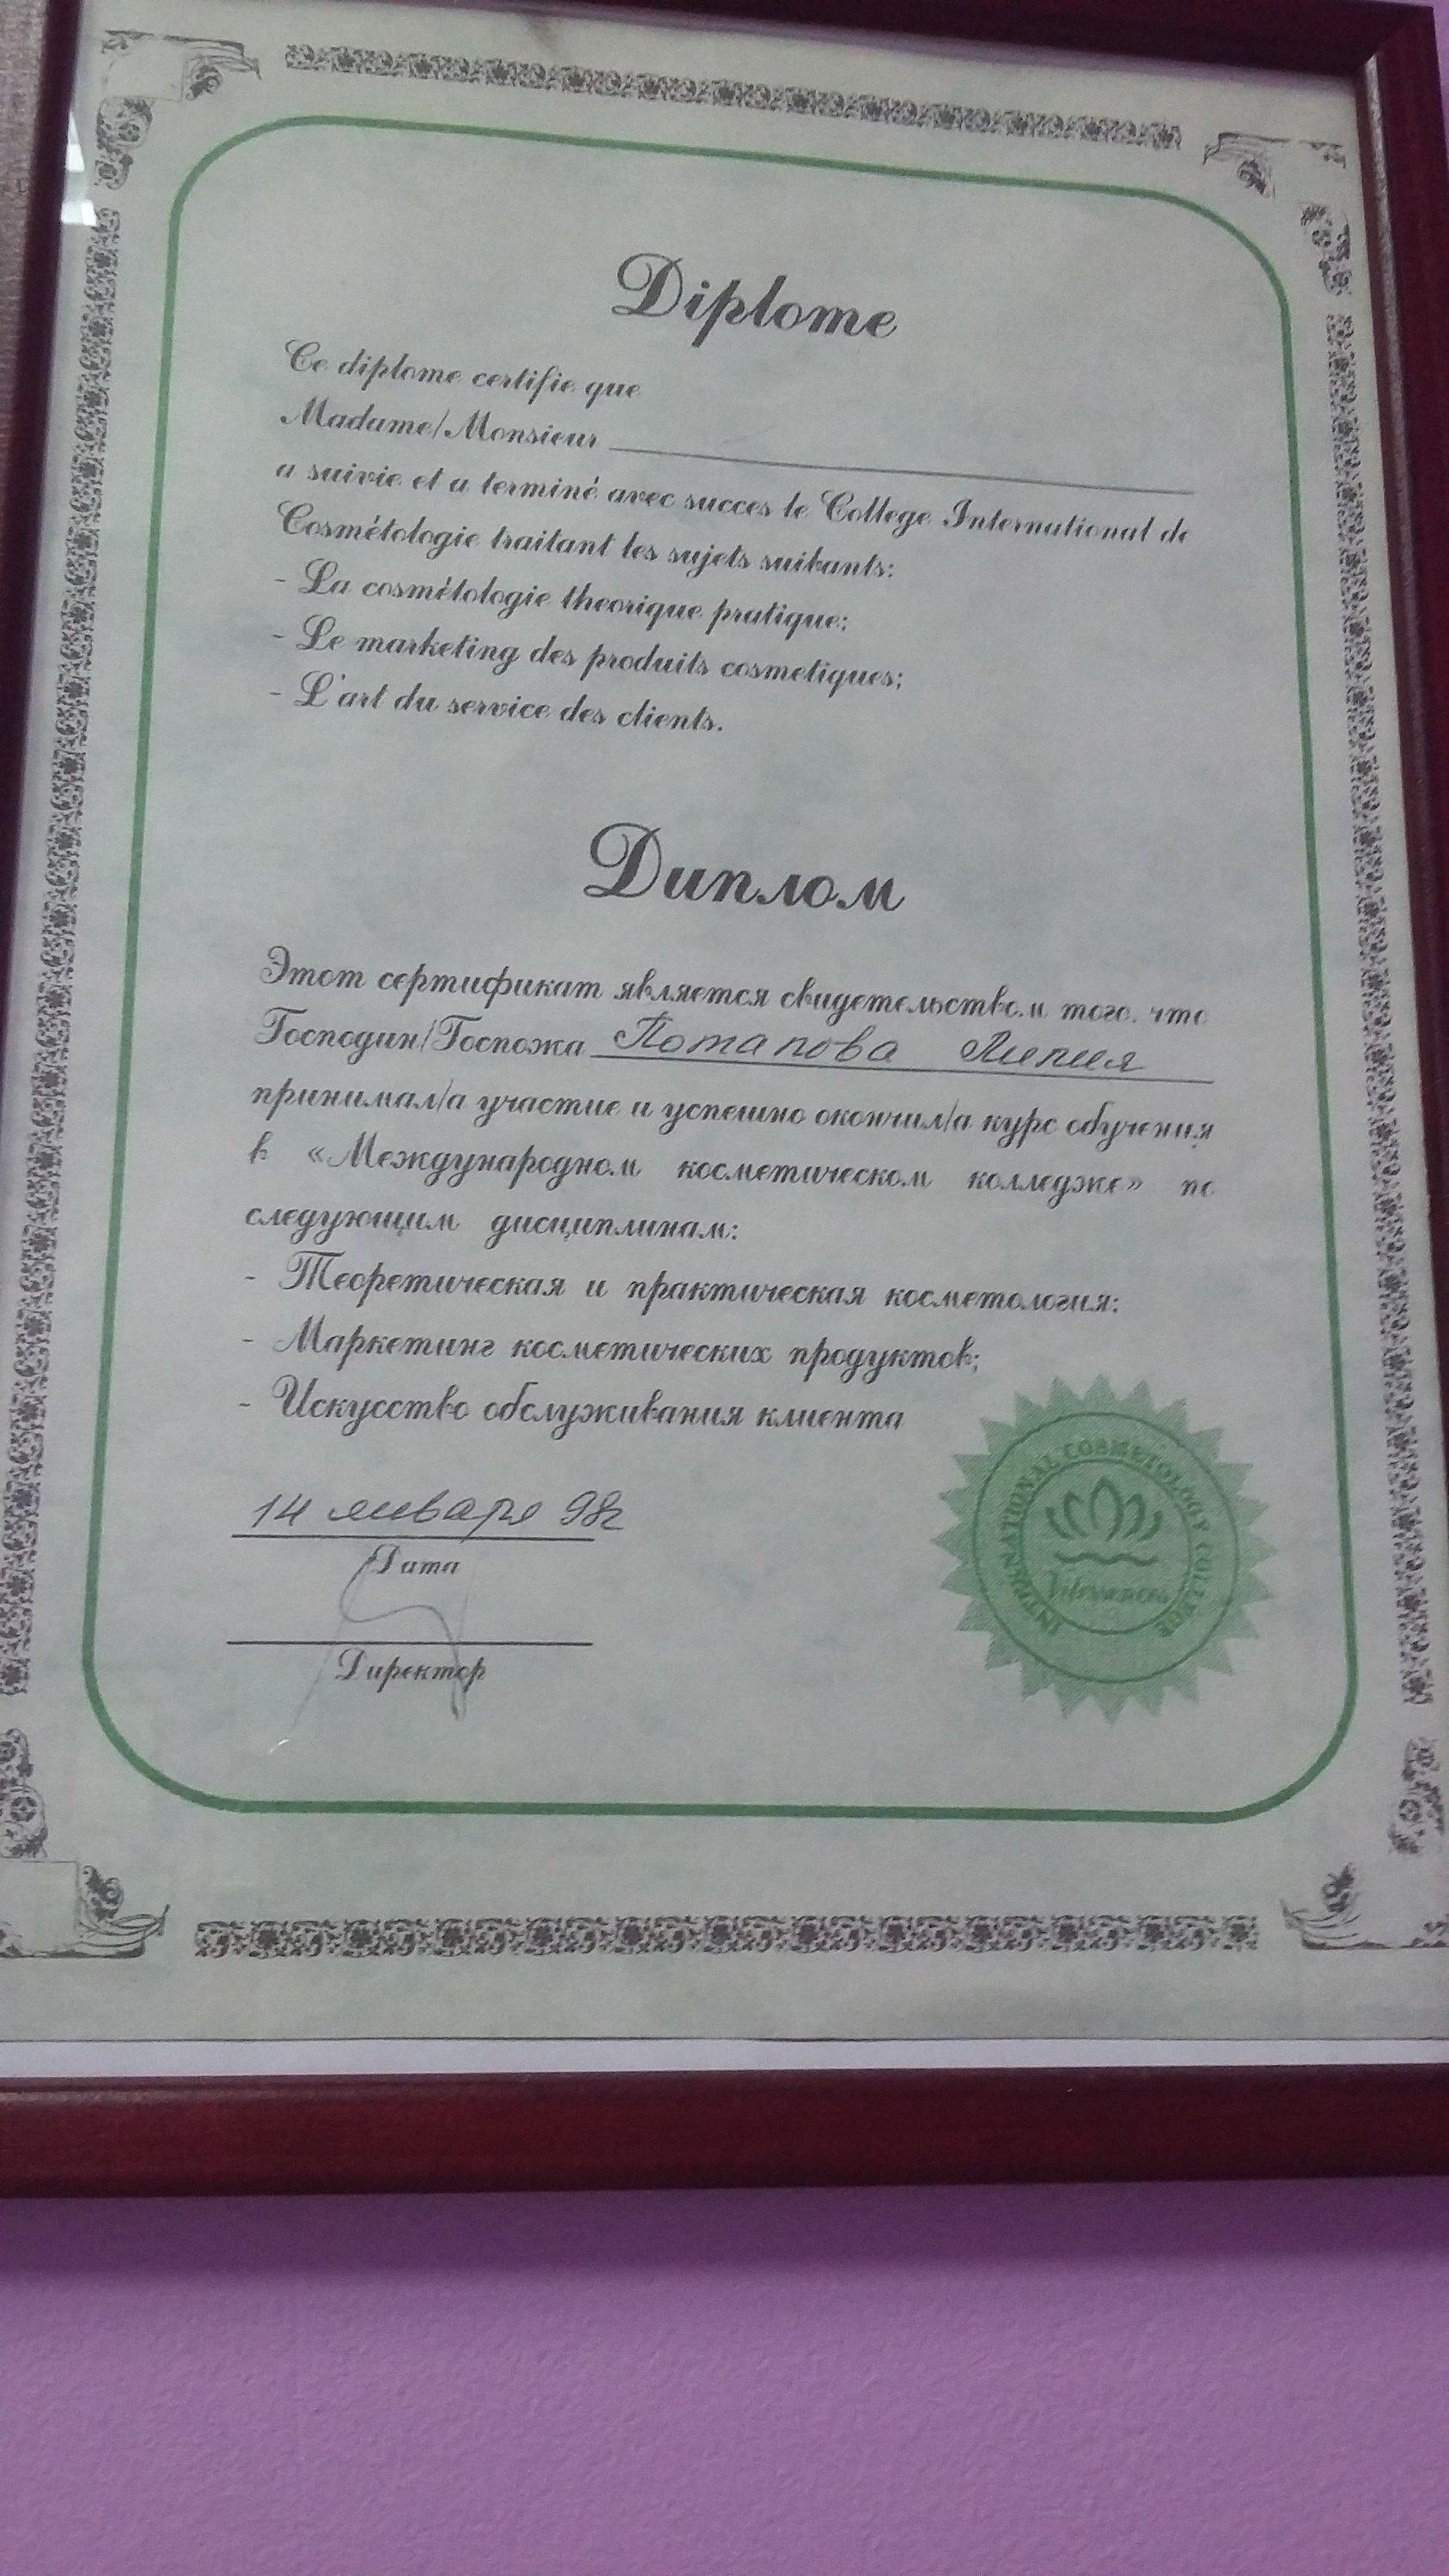 Diplome
Ce diplome certifie que
Madame/Monsieur
a suivie et a terminé avec succes le College International de
Cosmétologie traitant les sujets suibants:
- La cosmétologie theorique pratique;
- Le marketing des produits cosmetiques;
- L'art du service des clients.
Диплом
Этот сертификат является свидетельством того, что
Господин/Госпожа Потапова Лилия
принимал/а участие и успешно окончил/а курс обучения
в «Международном косметическом колледже» по
следующим дисциплинам:
- Теоретическая и практическая косметология;
- Маркетинг косметических продуктов;
- Искусство обслуживания клиента
14 января 98г
Дата
Директор
INTERNATIONAL COSMETOLOGY COLLEGE